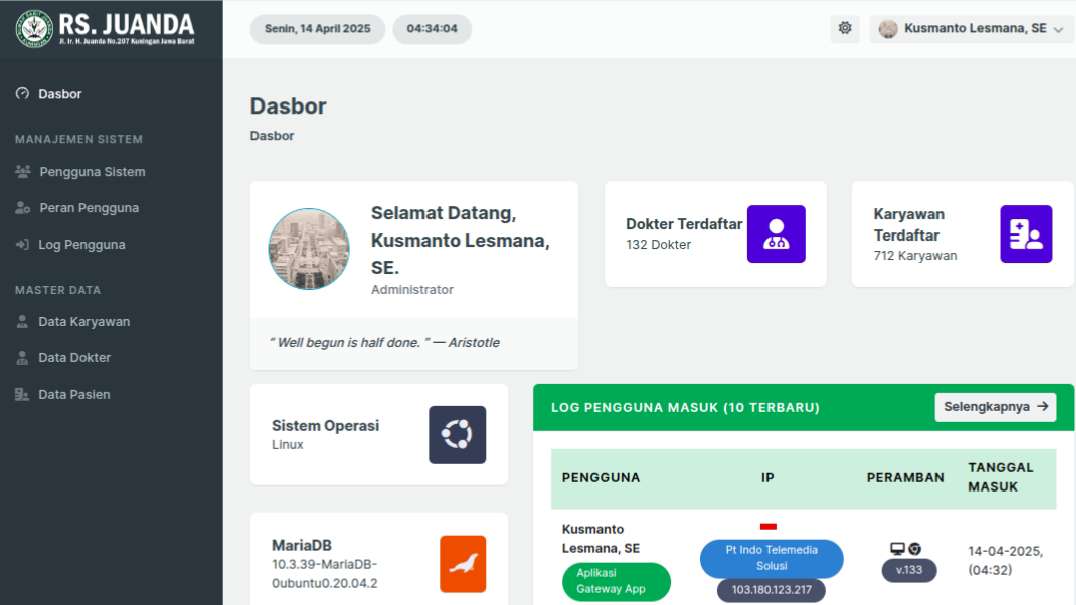 RS. JUANDA
Jl. Ir. H. Juanda No.207 Kuningan Jawa Barat
Senin, 14 April 2025
04:34:04
Kusmanto Lesmana, SE
Dasbor
MANAJEMEN SISTEM
Pengguna Sistem
Peran Pengguna
Log Pengguna
MASTER DATA
Data Karyawan
Data Dokter
Data Pasien
Dasbor
Dasbor
Selamat Datang,
Kusmanto Lesmana,
SE.
Administrator
“ Well begun is half done. ” — Aristotle
Dokter Terdaftar
132 Dokter
Karyawan
Terdaftar
712 Karyawan
Sistem Operasi
Linux
MariaDB
10.3.39-MariaDB-
0ubuntu0.20.04.2
LOG PENGGUNA MASUK (10 TERBARU)
Selengkapnya →
PENGGUNA
IP
PERAMBAN
TANGGAL
MASUK
Kusmanto
Lesmana, SE
Aplikasi
Gateway App
Pt Indo Telemedia
Solusi
103.180.123.217
v.133
14-04-2025,
(04:32)